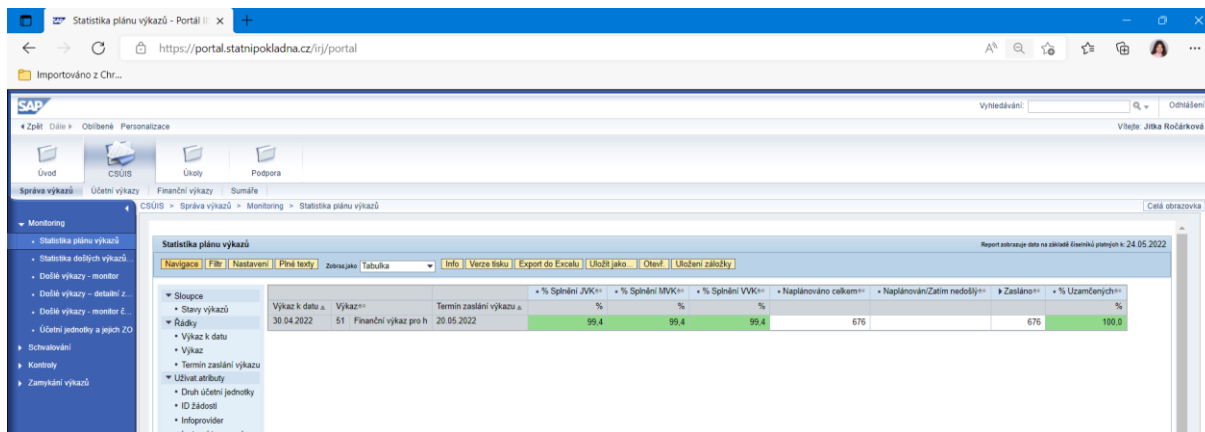 Statistika plánu výkazů - Portál II
https://portal.statnipokladna.cz/irj/portal
Importováno z Chr...
SAP
Vyhledávání:
Odhlášení
Zpět Dále Oblíbené Personalizace
Vítejte: Jitka Ročárková
Úvod CSÚIS Úkoly Podpora
Správa výkazů Účetní výkazy Finanční výkazy Sumáře
CSÚIS > Správa výkazů > Monitoring > Statistika plánu výkazů
Celá obrazovka
Monitoring
Statistika plánu výkazů
Statistika došlých výkazů...
Došlé výkazy - monitor
Došlé výkazy – detailní z...
Došlé výkazy - monitor č...
Účetní jednotky a jejich ZO
Schvalování
Kontroly
Zamykání výkazů
Statistika plánu výkazů
Report zobrazuje data na základě číselníků platných k: 24.05.2022
Navigace Filtr Nastavení Plné texty Zobraz.jako Tabulka Info Verze tisku Export do Excelu Uložit jako... Otevř. Uložení záložky
Sloupce
Stavy výkazů
Řádky
Výkaz k datu
Výkaz
Termín zaslání výkazu
Uživat.atributy
Druh účetní jednotky
ID žádosti
Infoprovider
% Splnění JVK % Splnění MVK % Splnění VVK Naplánováno celkem Naplánován/Zatím nedošlý Zasláno % Uzamčených
Výkaz k datu Výkaz Termín zaslání výkazu % % % %
30.04.2022 51 Finanční výkaz pro h 20.05.2022 99,4 99,4 99,4 676 676 100,0